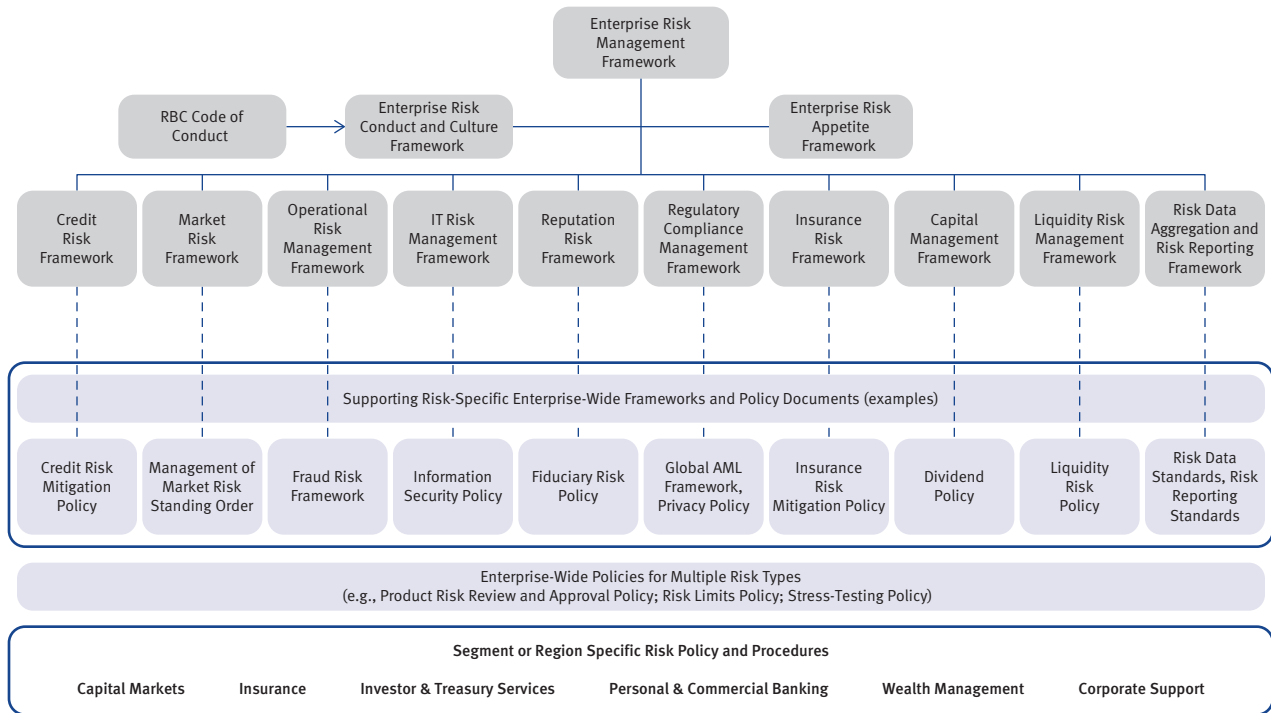 Enterprise Risk
Management
Framework
RBC Code of
Conduct
Enterprise Risk
Conduct and Culture
Framework
Enterprise Risk
Appetite
Framework
Credit
Risk
Framework
Market
Risk
Framework
Operational
Risk
Management
Framework
IT Risk
Management
Framework
Reputation
Risk
Framework
Regulatory
Compliance
Management
Framework
Insurance
Risk
Framework
Capital
Management
Framework
Liquidity Risk
Management
Framework
Risk Data
Aggregation and
Risk Reporting
Framework
Supporting Risk-Specific Enterprise-Wide Frameworks and Policy Documents (examples)
Credit Risk
Mitigation
Policy
Management of
Market Risk
Standing Order
Fraud Risk
Framework
Information
Security Policy
Fiduciary Risk
Policy
Global AML
Framework,
Privacy Policy
Insurance
Risk
Mitigation Policy
Dividend
Policy
Liquidity
Risk
Policy
Risk Data
Standards, Risk
Reporting
Standards
Enterprise-Wide Policies for Multiple Risk Types
(e.g., Product Risk Review and Approval Policy; Risk Limits Policy; Stress-Testing Policy)
Segment or Region Specific Risk Policy and Procedures
Capital Markets Insurance Investor & Treasury Services Personal & Commercial Banking Wealth Management Corporate Support